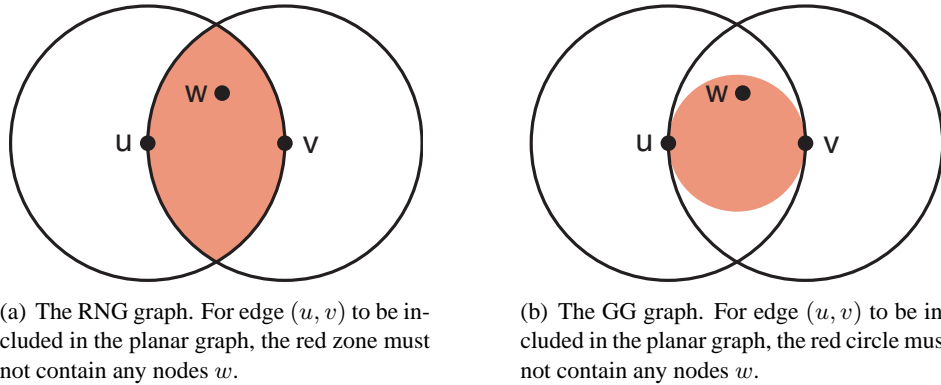 w
u
v
w
u
v
(a) The RNG graph. For edge (u, v) to be in-
cluded in the planar graph, the red zone must
not contain any nodes w.
(b) The GG graph. For edge (u, v) to be in-
cluded in the planar graph, the red circle must
not contain any nodes w.